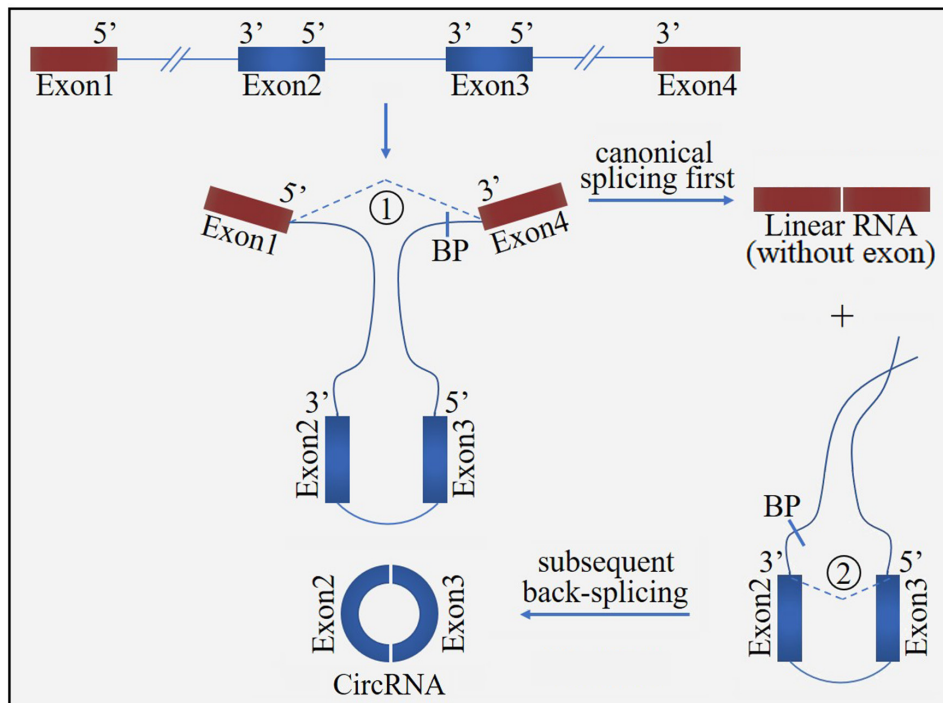 5’ 3’ 5’ 3’ 5’ 3’
Exon1 Exon2 Exon3 Exon4
5’ 1 3’
Exon1 BP Exon4
canonical
splicing first
Linear RNA
(without exon)
+
3’ 5’
Exon2 Exon3
BP
3’ 2 5’
Exon2 Exon3
subsequent
back-splicing
Exon2 Exon3
CircRNA